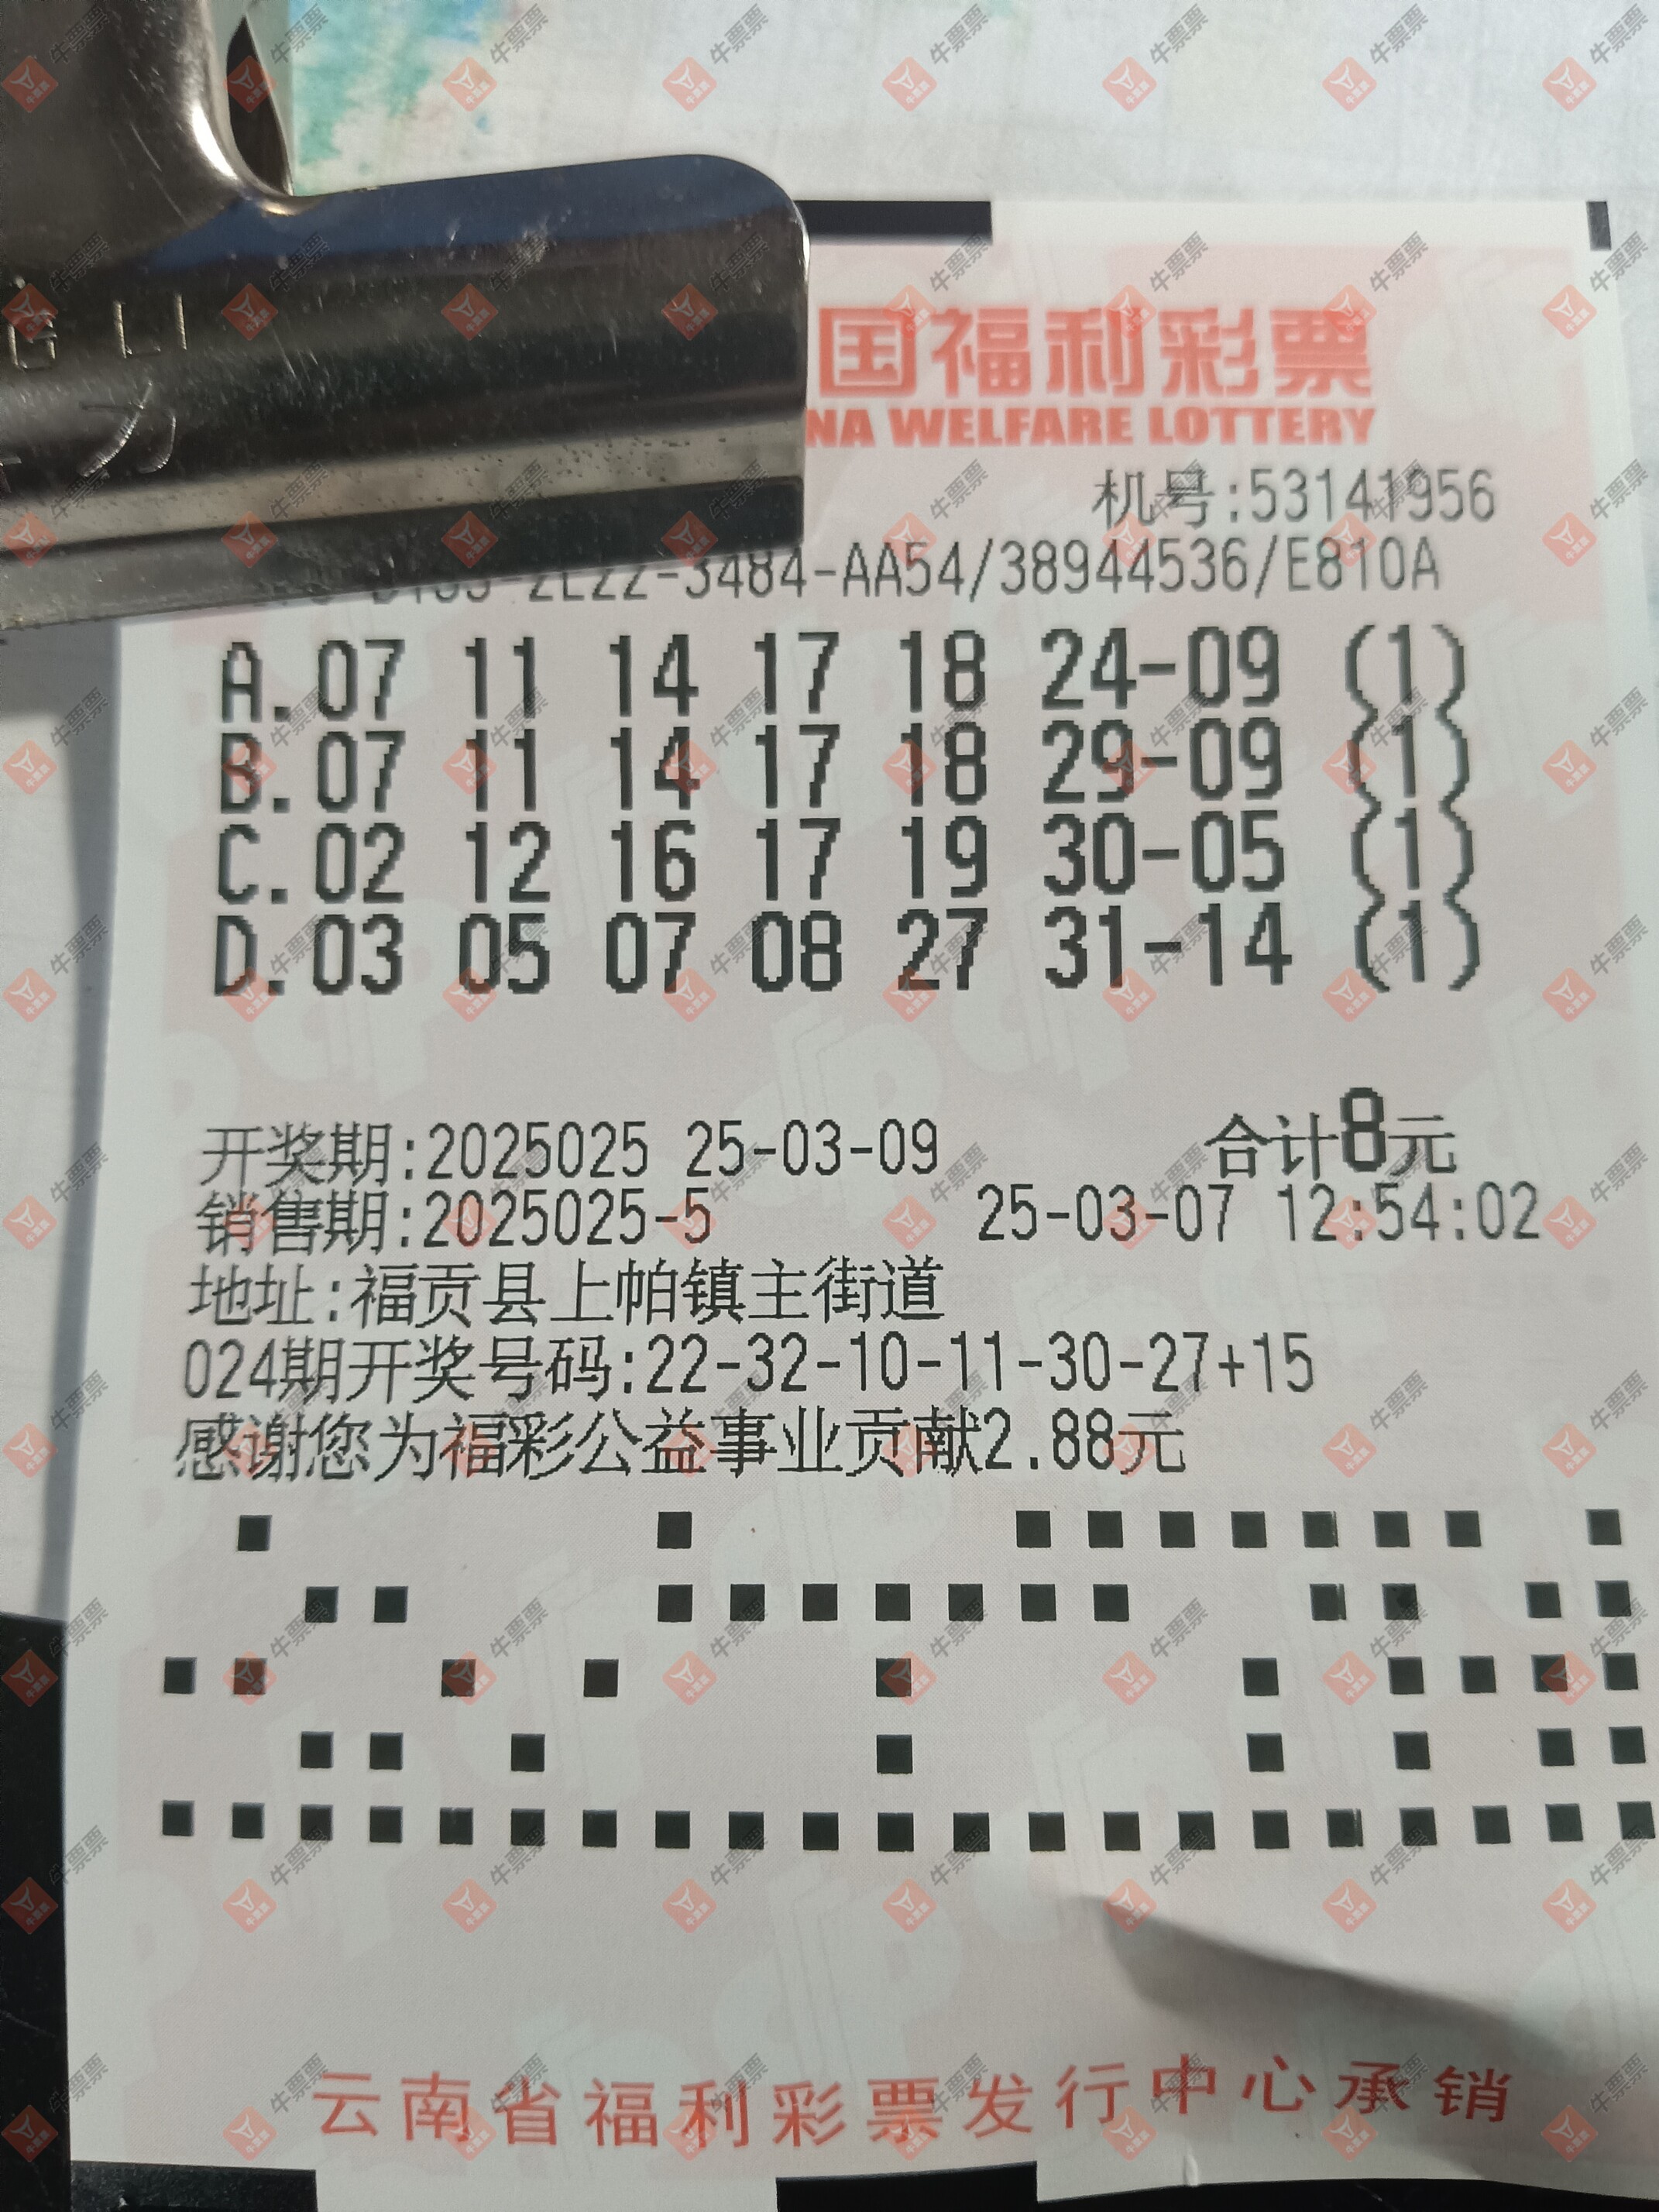 国福利彩票
NA WELFARE LOTTERY
机号:53141956
-3484-AA54/38944536/E810A
A.07 11 14 17 18 24-09 (1)
B.07 11 14 17 18 29-09 (1)
C.02 12 16 17 19 30-05 (1)
D.03 05 07 08 27 31-14 (1)
开奖期:2025025 25-03-09 合计8元
销售期:2025025-5 25-03-07 12:54:02
地址:福贡县上帕镇主街道
024期开奖号码:22-32-10-11-30-27+15
感谢您为福彩公益事业贡献2.88元
云南省福利彩票发行中心承销
牛票票